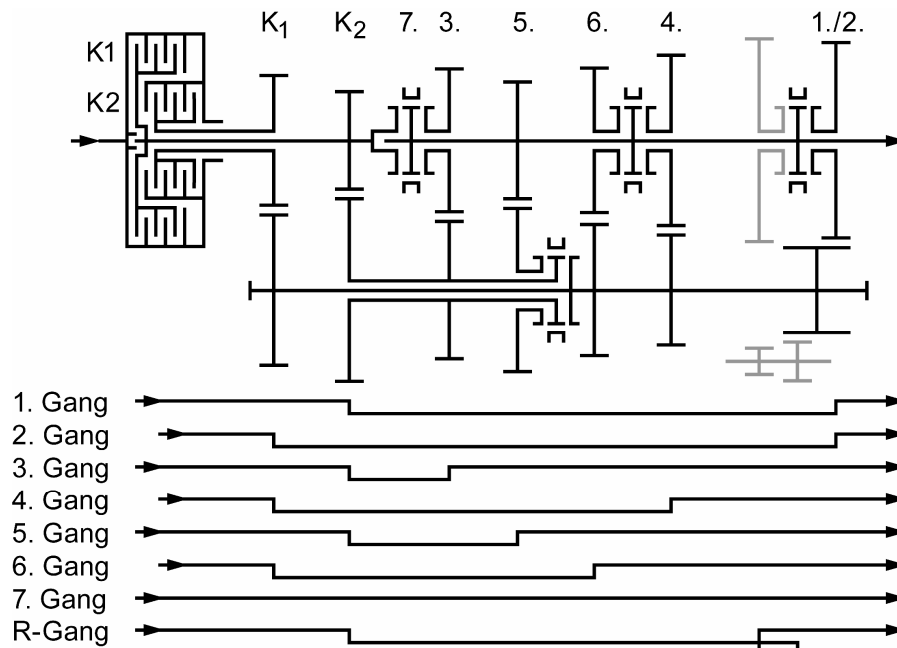 K₁ K₂ 7. 3. 5. 6. 4. 1./2.
K1
K2
1. Gang
2. Gang
3. Gang
4. Gang
5. Gang
6. Gang
7. Gang
R-Gang